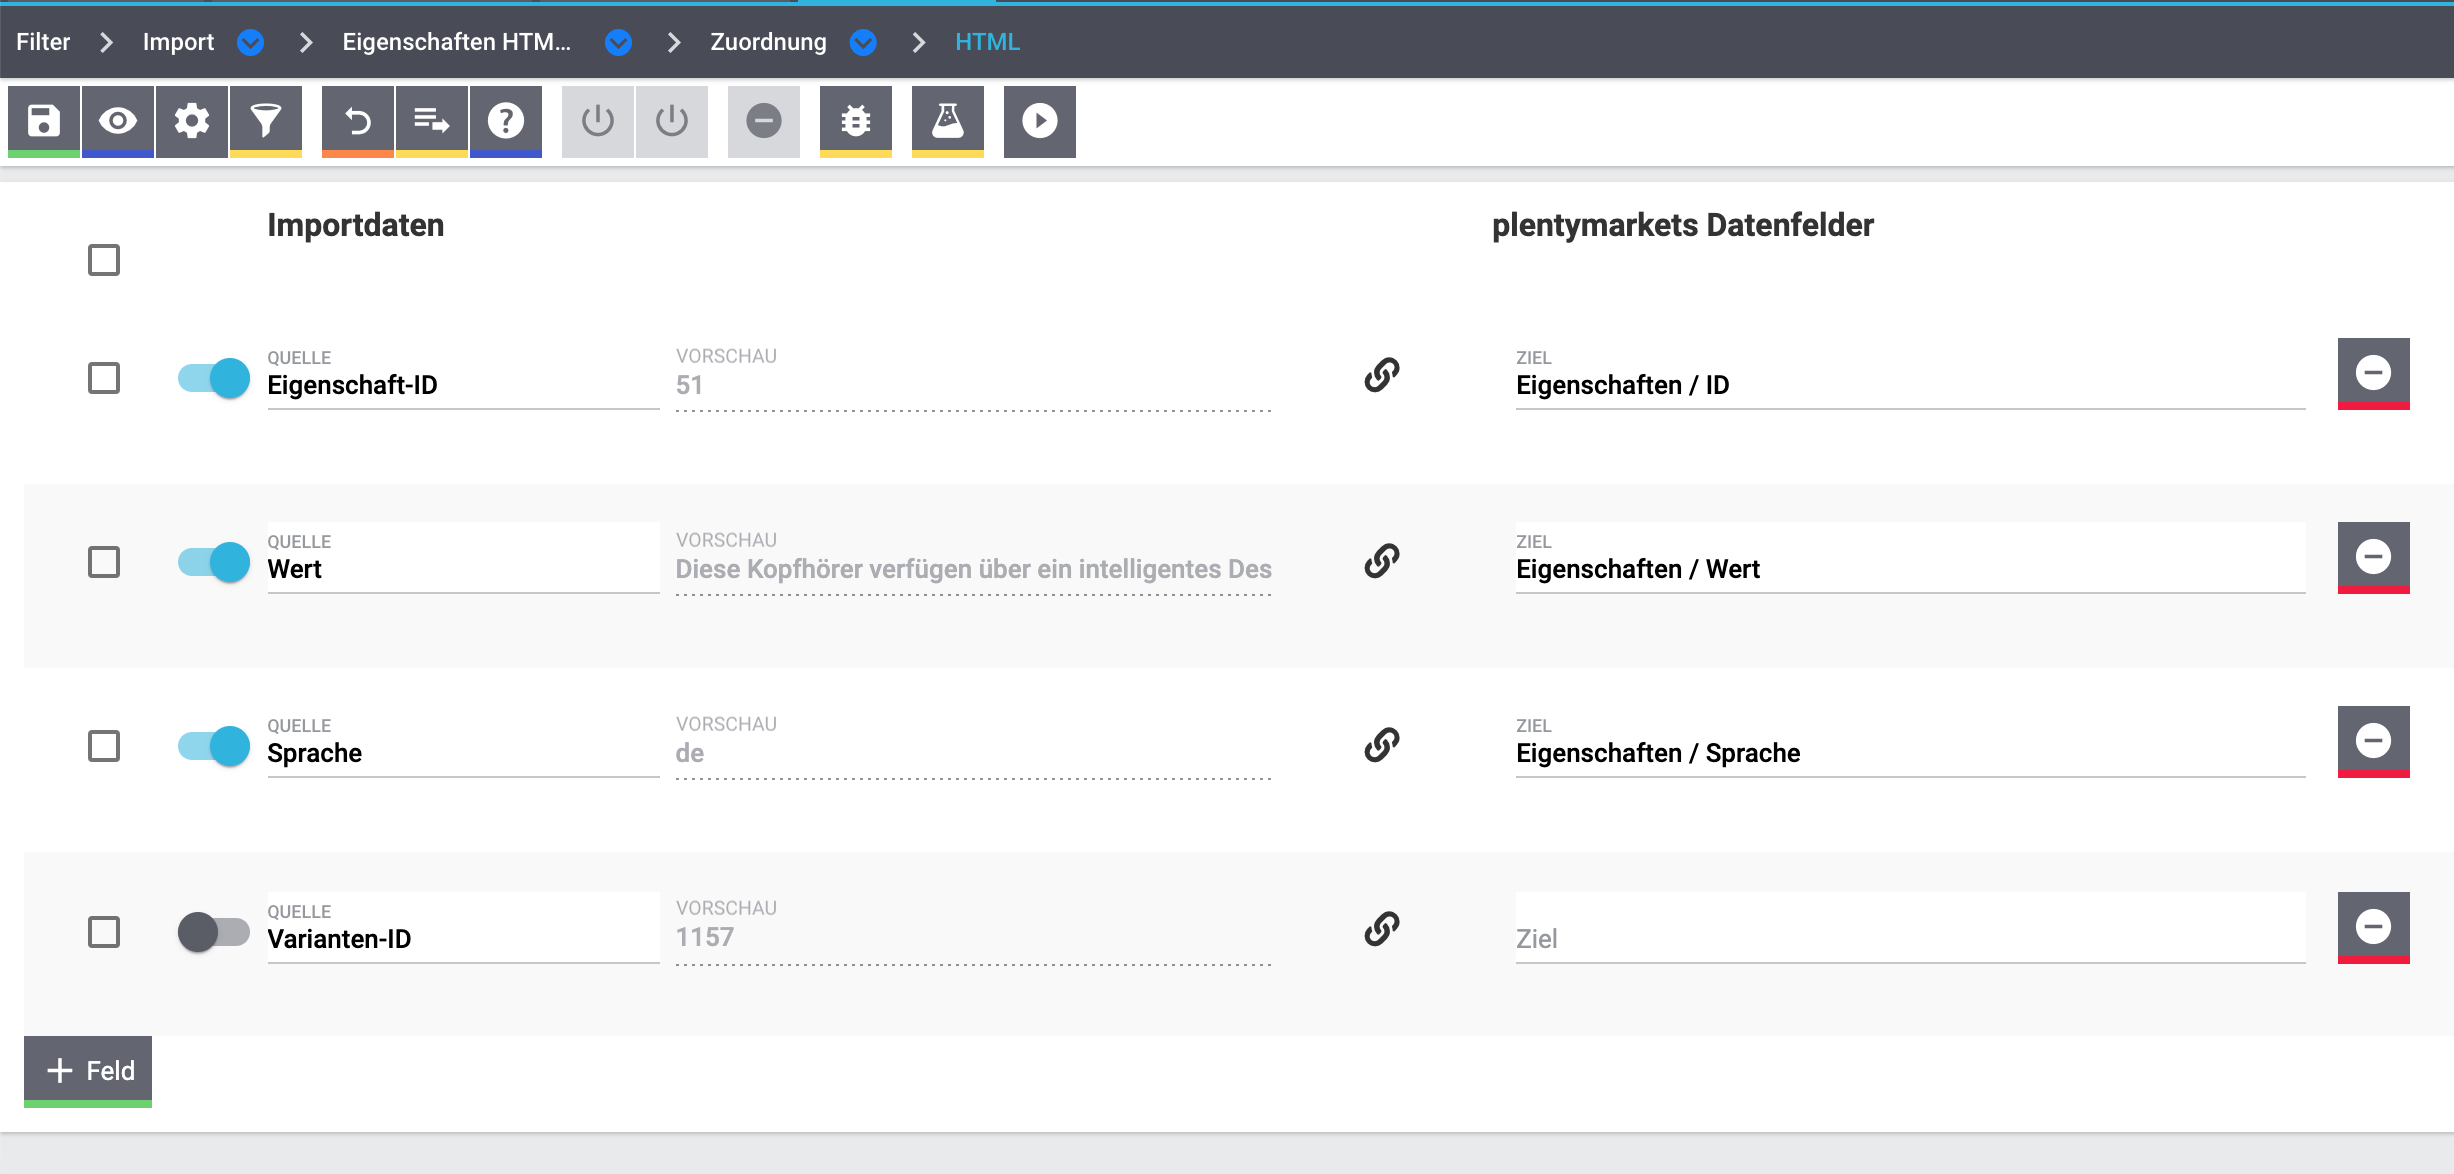 Filter
Import
Eigenschaften HTM...
Zuordnung
HTML
Importdaten
plentymarkets Datenfelder
QUELLE
Eigenschaft-ID
VORSCHAU
51
ZIEL
Eigenschaften / ID
QUELLE
Wert
VORSCHAU
Diese Kopfhörer verfügen über ein intelligentes Des
ZIEL
Eigenschaften / Wert
QUELLE
Sprache
VORSCHAU
de
ZIEL
Eigenschaften / Sprache
QUELLE
Varianten-ID
VORSCHAU
1157
Ziel
Feld